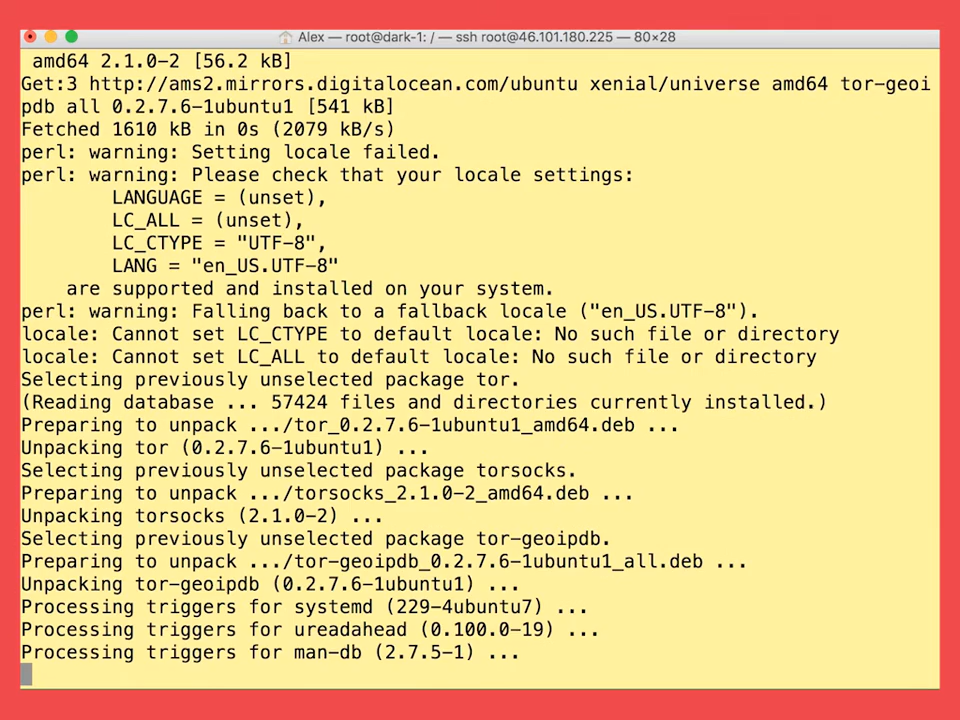 Alex — root@dark-1: / — ssh root@46.101.180.225 — 80×28
amd64 2.1.0-2 [56.2 kB]
Get:3 http://ams2.mirrors.digitalocean.com/ubuntu xenial/universe amd64 tor-geoi
pdb all 0.2.7.6-1ubuntu1 [541 kB]
Fetched 1610 kB in 0s (2079 kB/s)
perl: warning: Setting locale failed.
perl: warning: Please check that your locale settings:
LANGUAGE = (unset),
LC_ALL = (unset),
LC_CTYPE = "UTF-8",
LANG = "en_US.UTF-8"
are supported and installed on your system.
perl: warning: Falling back to a fallback locale ("en_US.UTF-8").
locale: Cannot set LC_CTYPE to default locale: No such file or directory
locale: Cannot set LC_ALL to default locale: No such file or directory
Selecting previously unselected package tor.
(Reading database ... 57424 files and directories currently installed.)
Preparing to unpack .../tor_0.2.7.6-1ubuntu1_amd64.deb ...
Unpacking tor (0.2.7.6-1ubuntu1) ...
Selecting previously unselected package torsocks.
Preparing to unpack .../torsocks_2.1.0-2_amd64.deb ...
Unpacking torsocks (2.1.0-2) ...
Selecting previously unselected package tor-geoipdb.
Preparing to unpack .../tor-geoipdb_0.2.7.6-1ubuntu1_all.deb ...
Unpacking tor-geoipdb (0.2.7.6-1ubuntu1) ...
Processing triggers for systemd (229-4ubuntu7) ...
Processing triggers for ureadahead (0.100.0-19) ...
Processing triggers for man-db (2.7.5-1) ...